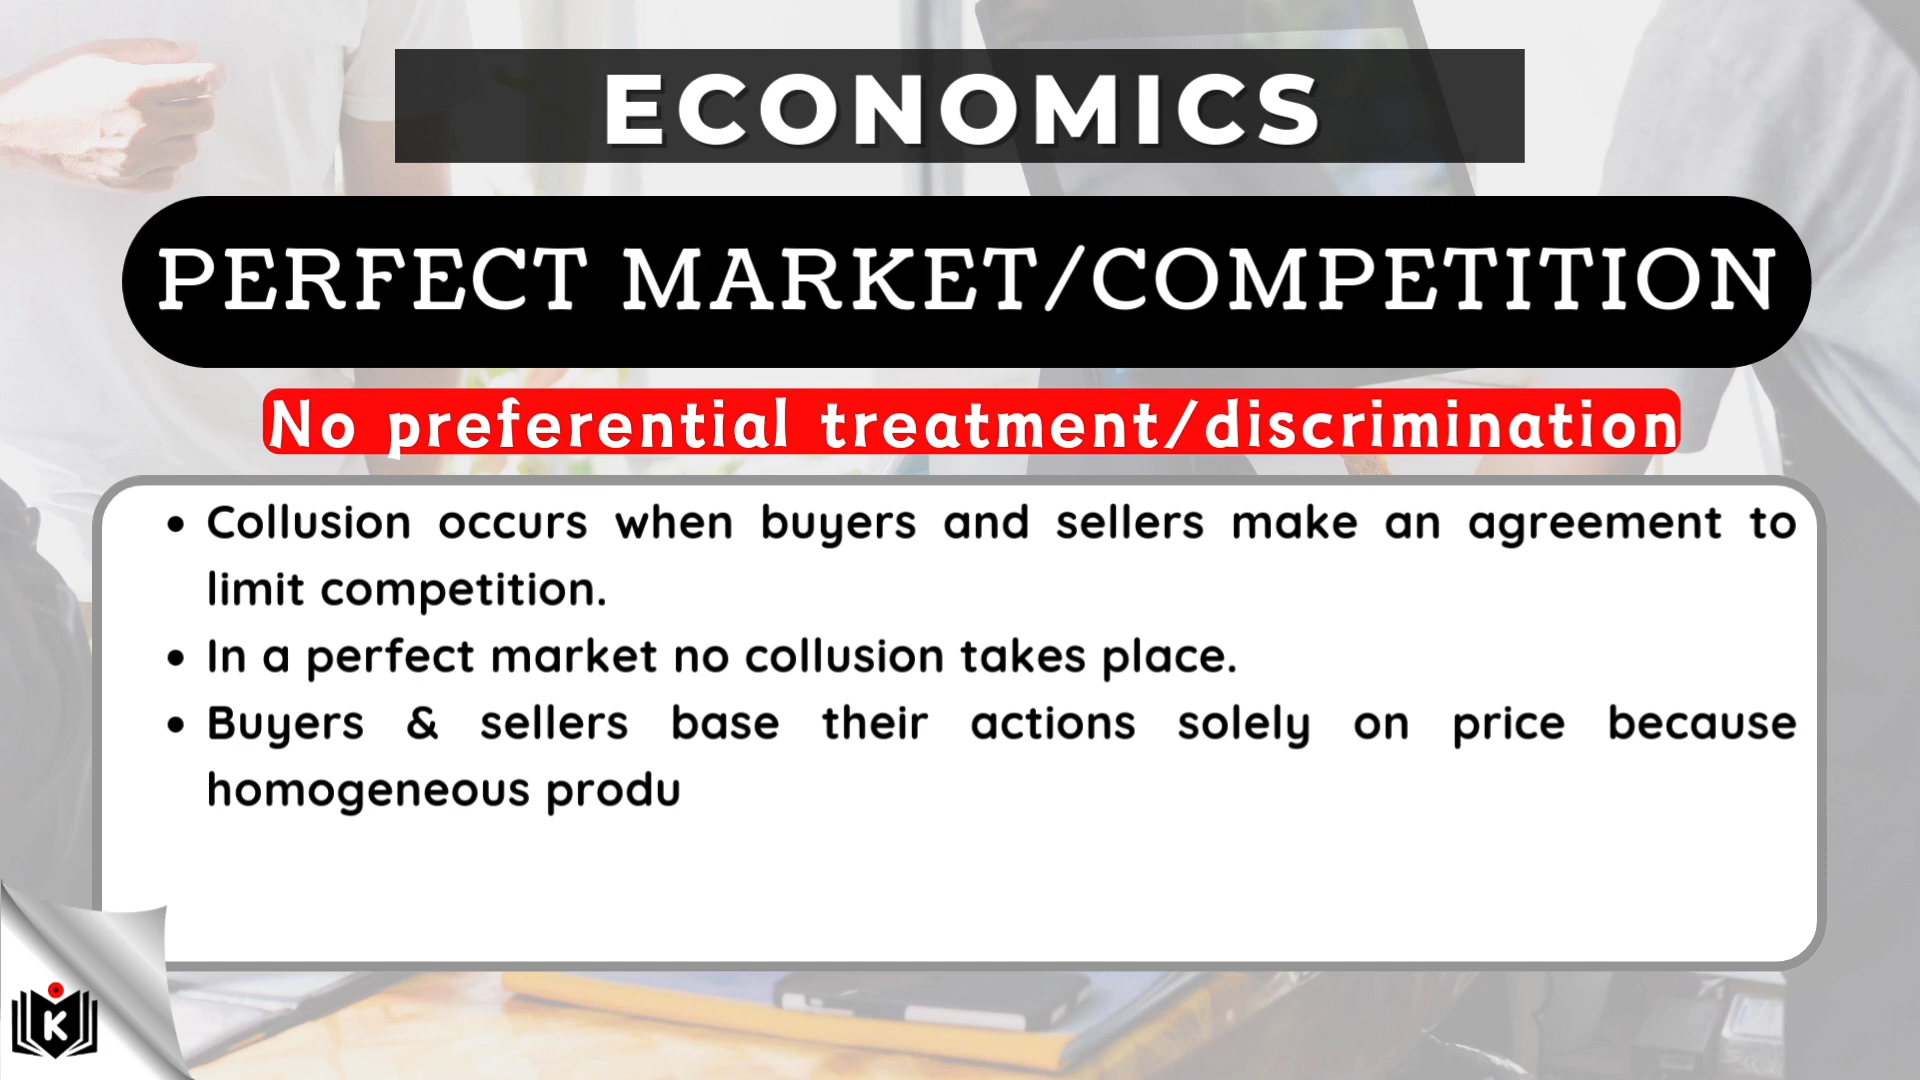 ECONOMICS
PERFECT MARKET/COMPETITION
No preferential treatment/discrimination
• Collusion occurs when buyers and sellers make an agreement to
limit competition.
• In a perfect market no collusion takes place.
• Buyers & sellers base their actions solely on price because
homogeneous produ
K